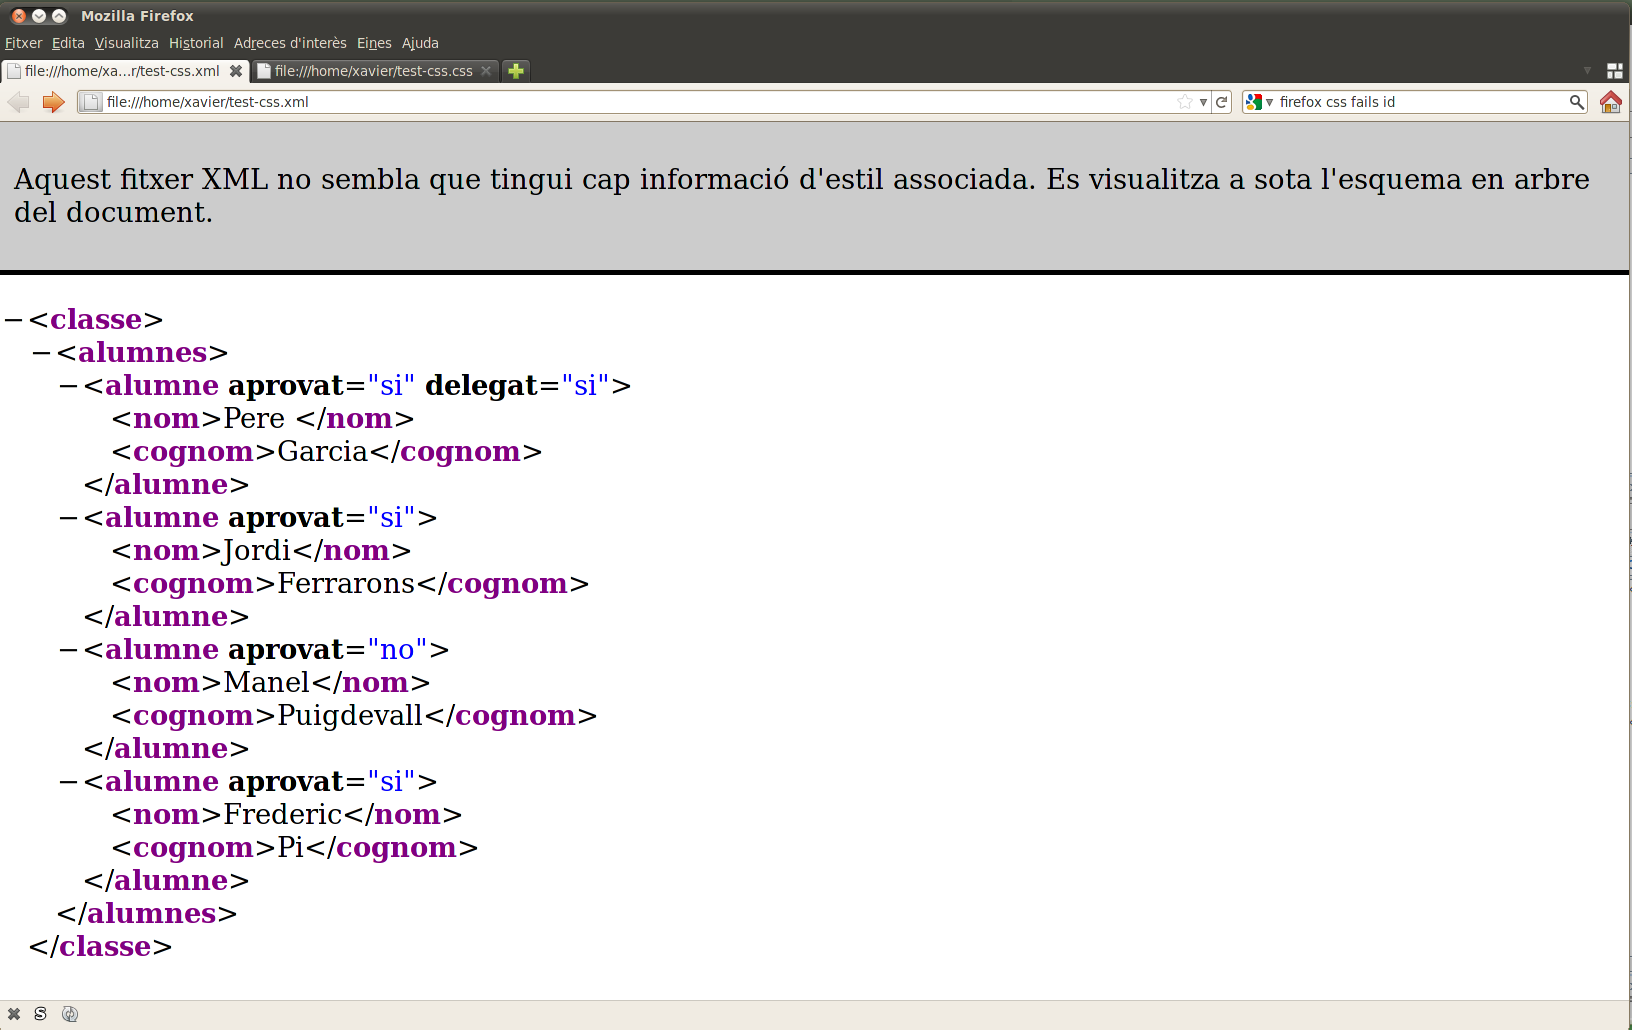 Mozilla Firefox
Fitxer Edita Visualitza Historial Adreces d'interès Eines Ajuda
file:///home/xa...r/test-css.xml file:///home/xavier/test-css.css
file:///home/xavier/test-css.xml firefox css fails id
Aquest fitxer XML no sembla que tingui cap informació d'estil associada. Es visualitza a sota l'esquema en arbre
del document.
−<classe>
−<alumnes>
−<alumne aprovat="si" delegat="si">
<nom>Pere </nom>
<cognom>Garcia</cognom>
</alumne>
−<alumne aprovat="si">
<nom>Jordi</nom>
<cognom>Ferrarons</cognom>
</alumne>
−<alumne aprovat="no">
<nom>Manel</nom>
<cognom>Puigdevall</cognom>
</alumne>
−<alumne aprovat="si">
<nom>Frederic</nom>
<cognom>Pi</cognom>
</alumne>
</alumnes>
</classe>
S